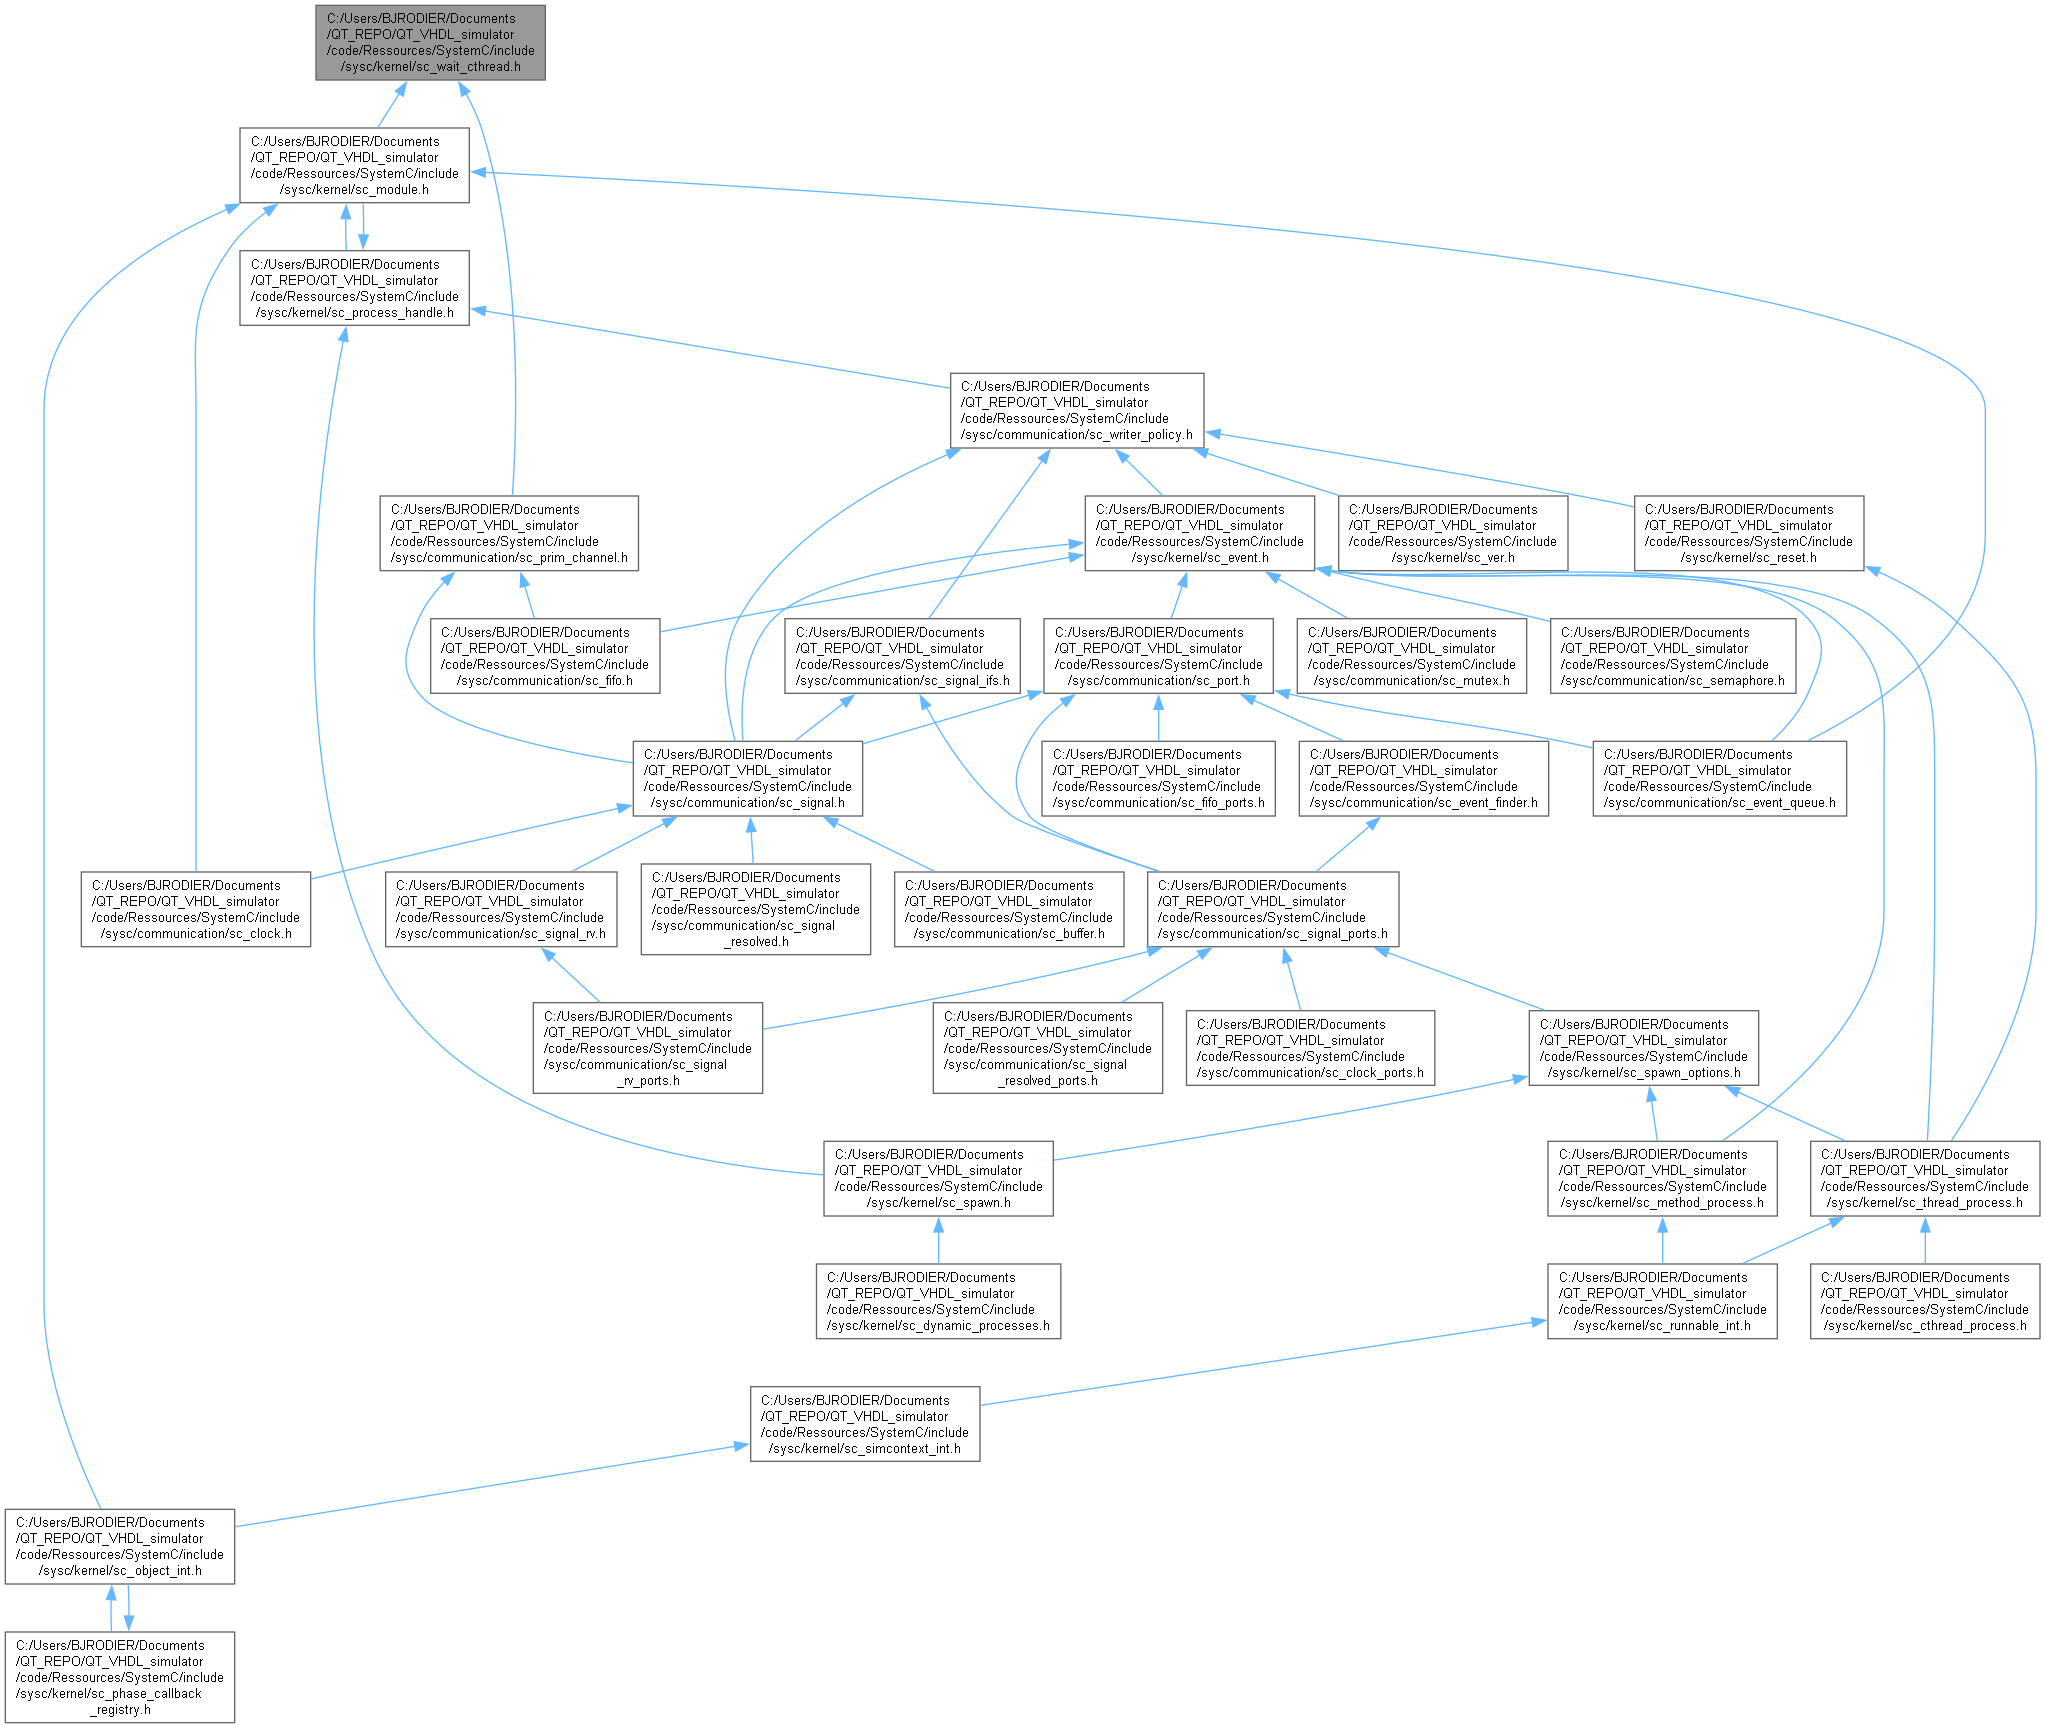 C:/Users/BJRODIER/Documents
/QT_REPO/QT_VHDL_simulator
/code/Ressources/SystemC/include
/sysc/kernel/sc_wait_cthread.h
C:/Users/BJRODIER/Documents
/QT_REPO/QT_VHDL_simulator
/code/Ressources/SystemC/include
/sysc/kernel/sc_module.h
C:/Users/BJRODIER/Documents
/QT_REPO/QT_VHDL_simulator
/code/Ressources/SystemC/include
/sysc/kernel/sc_process_handle.h
C:/Users/BJRODIER/Documents
/QT_REPO/QT_VHDL_simulator
/code/Ressources/SystemC/include
/sysc/communication/sc_writer_policy.h
C:/Users/BJRODIER/Documents
/QT_REPO/QT_VHDL_simulator
/code/Ressources/SystemC/include
/sysc/communication/sc_prim_channel.h
C:/Users/BJRODIER/Documents
/QT_REPO/QT_VHDL_simulator
/code/Ressources/SystemC/include
/sysc/kernel/sc_event.h
C:/Users/BJRODIER/Documents
/QT_REPO/QT_VHDL_simulator
/code/Ressources/SystemC/include
/sysc/kernel/sc_ver.h
C:/Users/BJRODIER/Documents
/QT_REPO/QT_VHDL_simulator
/code/Ressources/SystemC/include
/sysc/kernel/sc_reset.h
C:/Users/BJRODIER/Documents
/QT_REPO/QT_VHDL_simulator
/code/Ressources/SystemC/include
/sysc/communication/sc_fifo.h
C:/Users/BJRODIER/Documents
/QT_REPO/QT_VHDL_simulator
/code/Ressources/SystemC/include
/sysc/communication/sc_signal_ifs.h
C:/Users/BJRODIER/Documents
/QT_REPO/QT_VHDL_simulator
/code/Ressources/SystemC/include
/sysc/communication/sc_port.h
C:/Users/BJRODIER/Documents
/QT_REPO/QT_VHDL_simulator
/code/Ressources/SystemC/include
/sysc/communication/sc_mutex.h
C:/Users/BJRODIER/Documents
/QT_REPO/QT_VHDL_simulator
/code/Ressources/SystemC/include
/sysc/communication/sc_semaphore.h
C:/Users/BJRODIER/Documents
/QT_REPO/QT_VHDL_simulator
/code/Ressources/SystemC/include
/sysc/communication/sc_signal.h
C:/Users/BJRODIER/Documents
/QT_REPO/QT_VHDL_simulator
/code/Ressources/SystemC/include
/sysc/communication/sc_fifo_ports.h
C:/Users/BJRODIER/Documents
/QT_REPO/QT_VHDL_simulator
/code/Ressources/SystemC/include
/sysc/communication/sc_event_finder.h
C:/Users/BJRODIER/Documents
/QT_REPO/QT_VHDL_simulator
/code/Ressources/SystemC/include
/sysc/communication/sc_event_queue.h
C:/Users/BJRODIER/Documents
/QT_REPO/QT_VHDL_simulator
/code/Ressources/SystemC/include
/sysc/communication/sc_clock.h
C:/Users/BJRODIER/Documents
/QT_REPO/QT_VHDL_simulator
/code/Ressources/SystemC/include
/sysc/communication/sc_signal_rv.h
C:/Users/BJRODIER/Documents
/QT_REPO/QT_VHDL_simulator
/code/Ressources/SystemC/include
/sysc/communication/sc_signal
_resolved.h
C:/Users/BJRODIER/Documents
/QT_REPO/QT_VHDL_simulator
/code/Ressources/SystemC/include
/sysc/communication/sc_buffer.h
C:/Users/BJRODIER/Documents
/QT_REPO/QT_VHDL_simulator
/code/Ressources/SystemC/include
/sysc/communication/sc_signal_ports.h
C:/Users/BJRODIER/Documents
/QT_REPO/QT_VHDL_simulator
/code/Ressources/SystemC/include
/sysc/communication/sc_signal
_rv_ports.h
C:/Users/BJRODIER/Documents
/QT_REPO/QT_VHDL_simulator
/code/Ressources/SystemC/include
/sysc/communication/sc_signal
_resolved_ports.h
C:/Users/BJRODIER/Documents
/QT_REPO/QT_VHDL_simulator
/code/Ressources/SystemC/include
/sysc/communication/sc_clock_ports.h
C:/Users/BJRODIER/Documents
/QT_REPO/QT_VHDL_simulator
/code/Ressources/SystemC/include
/sysc/kernel/sc_spawn_options.h
C:/Users/BJRODIER/Documents
/QT_REPO/QT_VHDL_simulator
/code/Ressources/SystemC/include
/sysc/kernel/sc_spawn.h
C:/Users/BJRODIER/Documents
/QT_REPO/QT_VHDL_simulator
/code/Ressources/SystemC/include
/sysc/kernel/sc_method_process.h
C:/Users/BJRODIER/Documents
/QT_REPO/QT_VHDL_simulator
/code/Ressources/SystemC/include
/sysc/kernel/sc_thread_process.h
C:/Users/BJRODIER/Documents
/QT_REPO/QT_VHDL_simulator
/code/Ressources/SystemC/include
/sysc/kernel/sc_dynamic_processes.h
C:/Users/BJRODIER/Documents
/QT_REPO/QT_VHDL_simulator
/code/Ressources/SystemC/include
/sysc/kernel/sc_runnable_int.h
C:/Users/BJRODIER/Documents
/QT_REPO/QT_VHDL_simulator
/code/Ressources/SystemC/include
/sysc/kernel/sc_cthread_process.h
C:/Users/BJRODIER/Documents
/QT_REPO/QT_VHDL_simulator
/code/Ressources/SystemC/include
/sysc/kernel/sc_simcontext_int.h
C:/Users/BJRODIER/Documents
/QT_REPO/QT_VHDL_simulator
/code/Ressources/SystemC/include
/sysc/kernel/sc_object_int.h
C:/Users/BJRODIER/Documents
/QT_REPO/QT_VHDL_simulator
/code/Ressources/SystemC/include
/sysc/kernel/sc_phase_callback
_registry.h